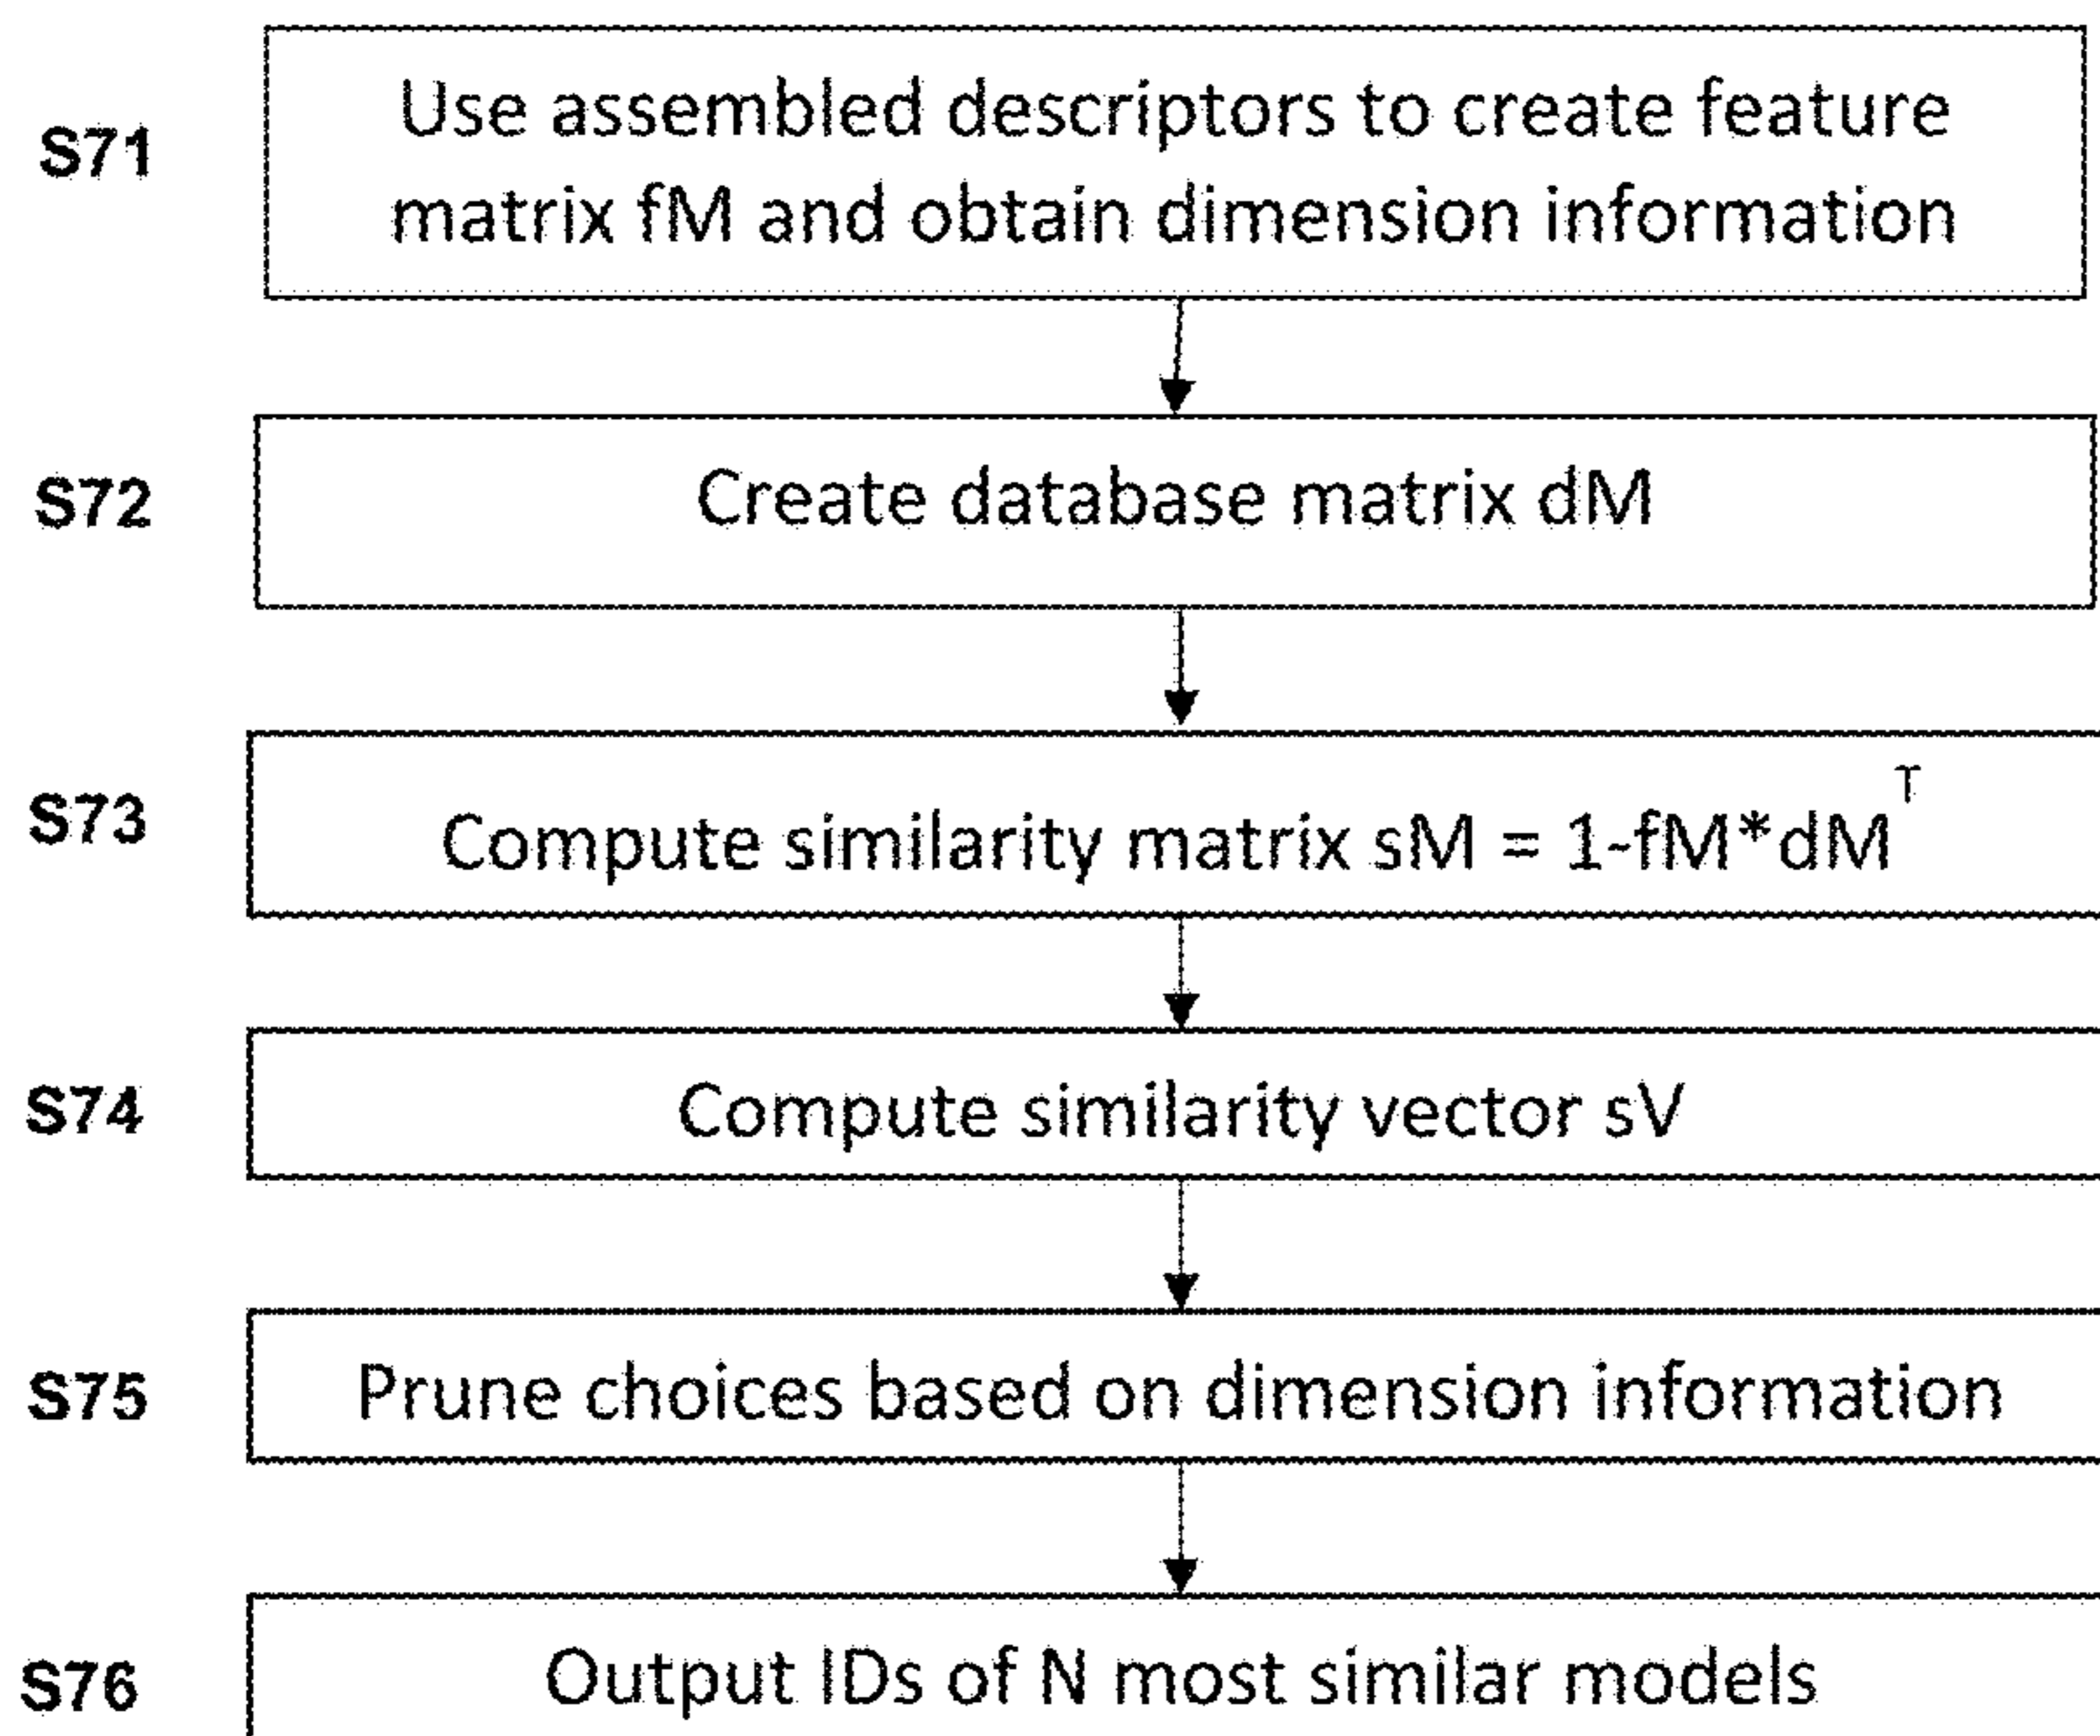 S71
Use assembled descriptors to create feature
matrix fM and obtain dimension information
S72
Create database matrix dM
S73
Compute similarity matrix sM = 1-fM*dM^T
S74
Compute similarity vector sV
S75
Prune choices based on dimension information
S76
Output IDs of N most similar models